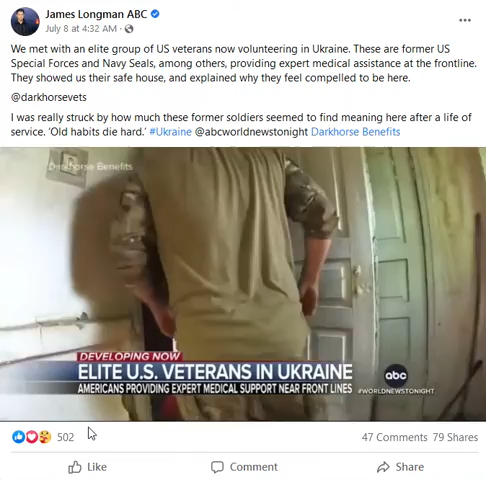 James Longman ABC
July 8 at 4:32 AM ·
We met with an elite group of US veterans now volunteering in Ukraine. These are former US
Special Forces and Navy Seals, among others, providing expert medical assistance at the frontline.
They showed us their safe house, and explained why they feel compelled to be here.
@darkhorsevets
I was really struck by how much these former soldiers seemed to find meaning here after a life of
service. ‘Old habits die hard.’ #Ukraine @abcworldnewstonight Darkhorse Benefits
Darkhorse Benefits
DEVELOPING NOW
ELITE U.S. VETERANS IN UKRAINE
abc
AMERICANS PROVIDING EXPERT MEDICAL SUPPORT NEAR FRONT LINES #WORLDNEWSTONIGHT
502 47 Comments 79 Shares
Like Comment Share